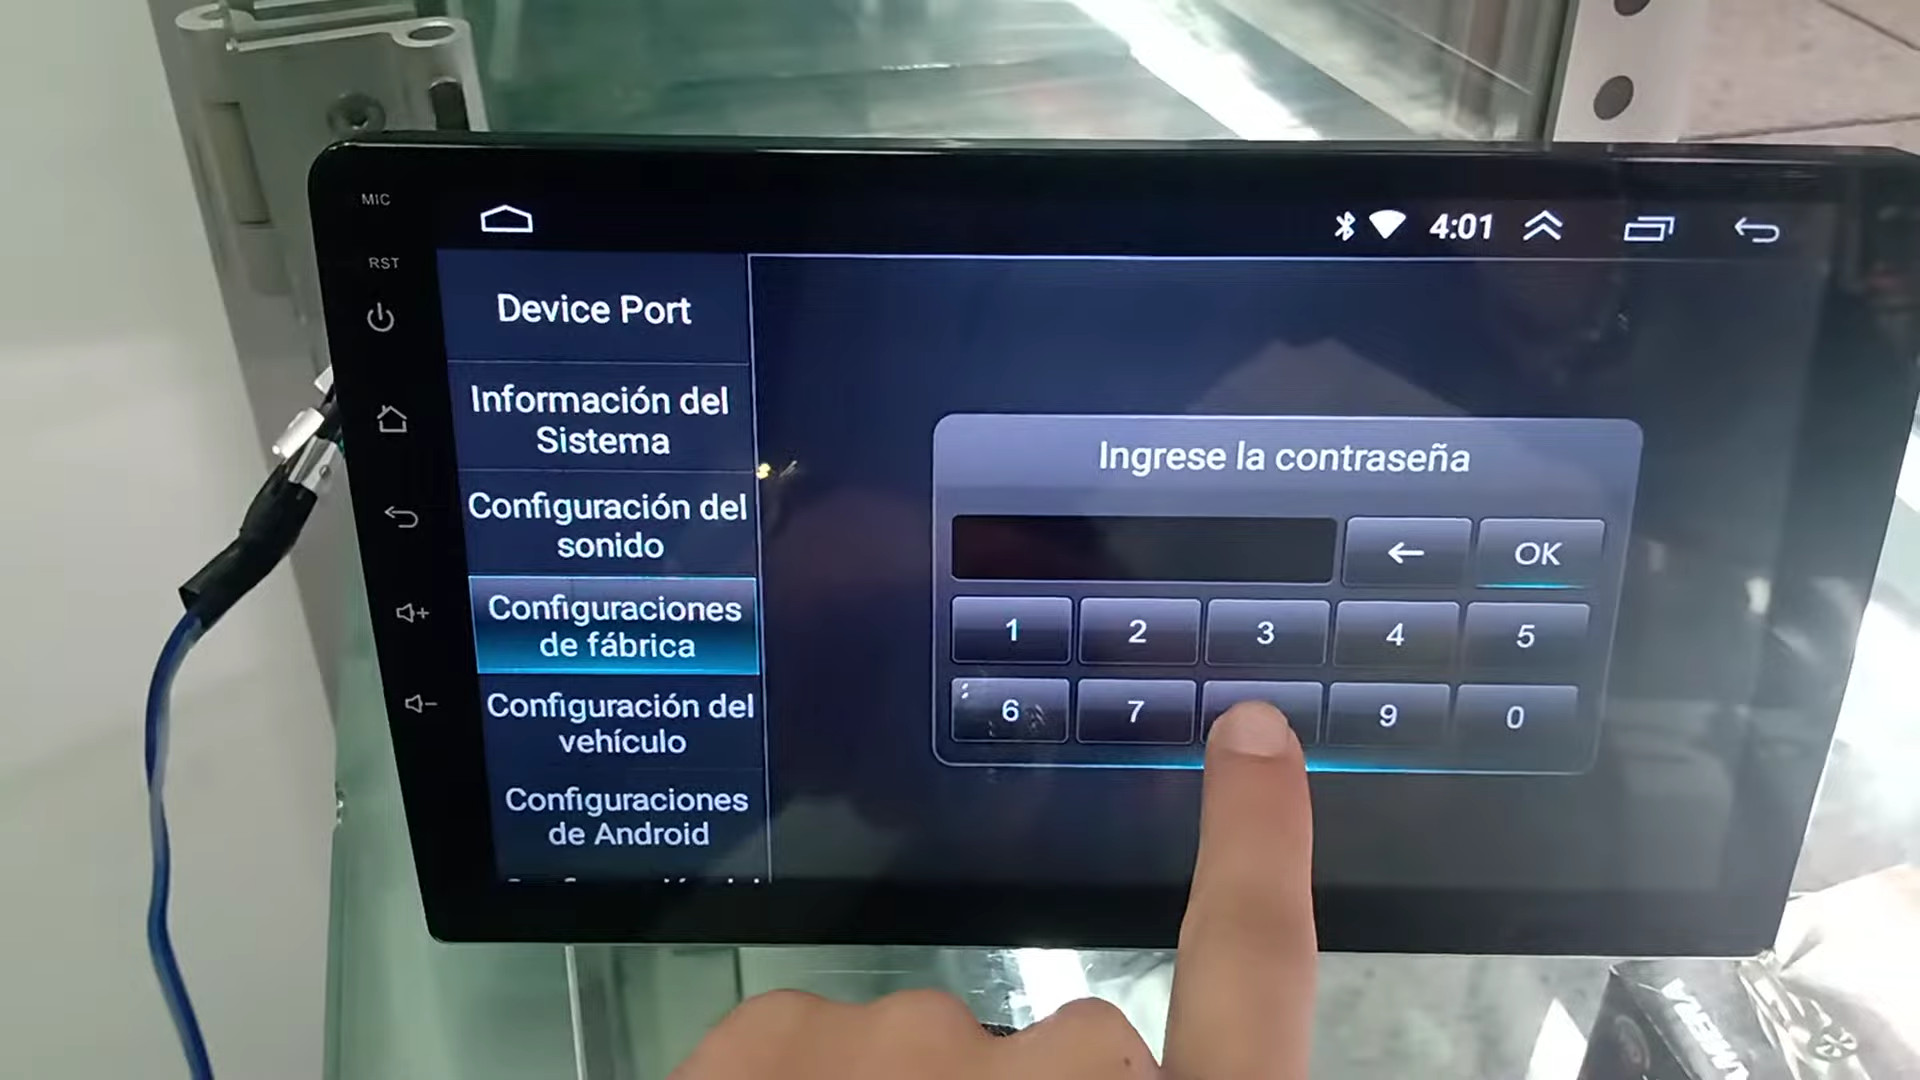 MIC
4:01
RST
Device Port
Información del
Sistema
Configuración del
sonido
Configuraciones
de fábrica
Configuración del
vehículo
Configuraciones
de Android
Ingrese la contraseña
← OK
1 2 3 4 5
6 7 9 0